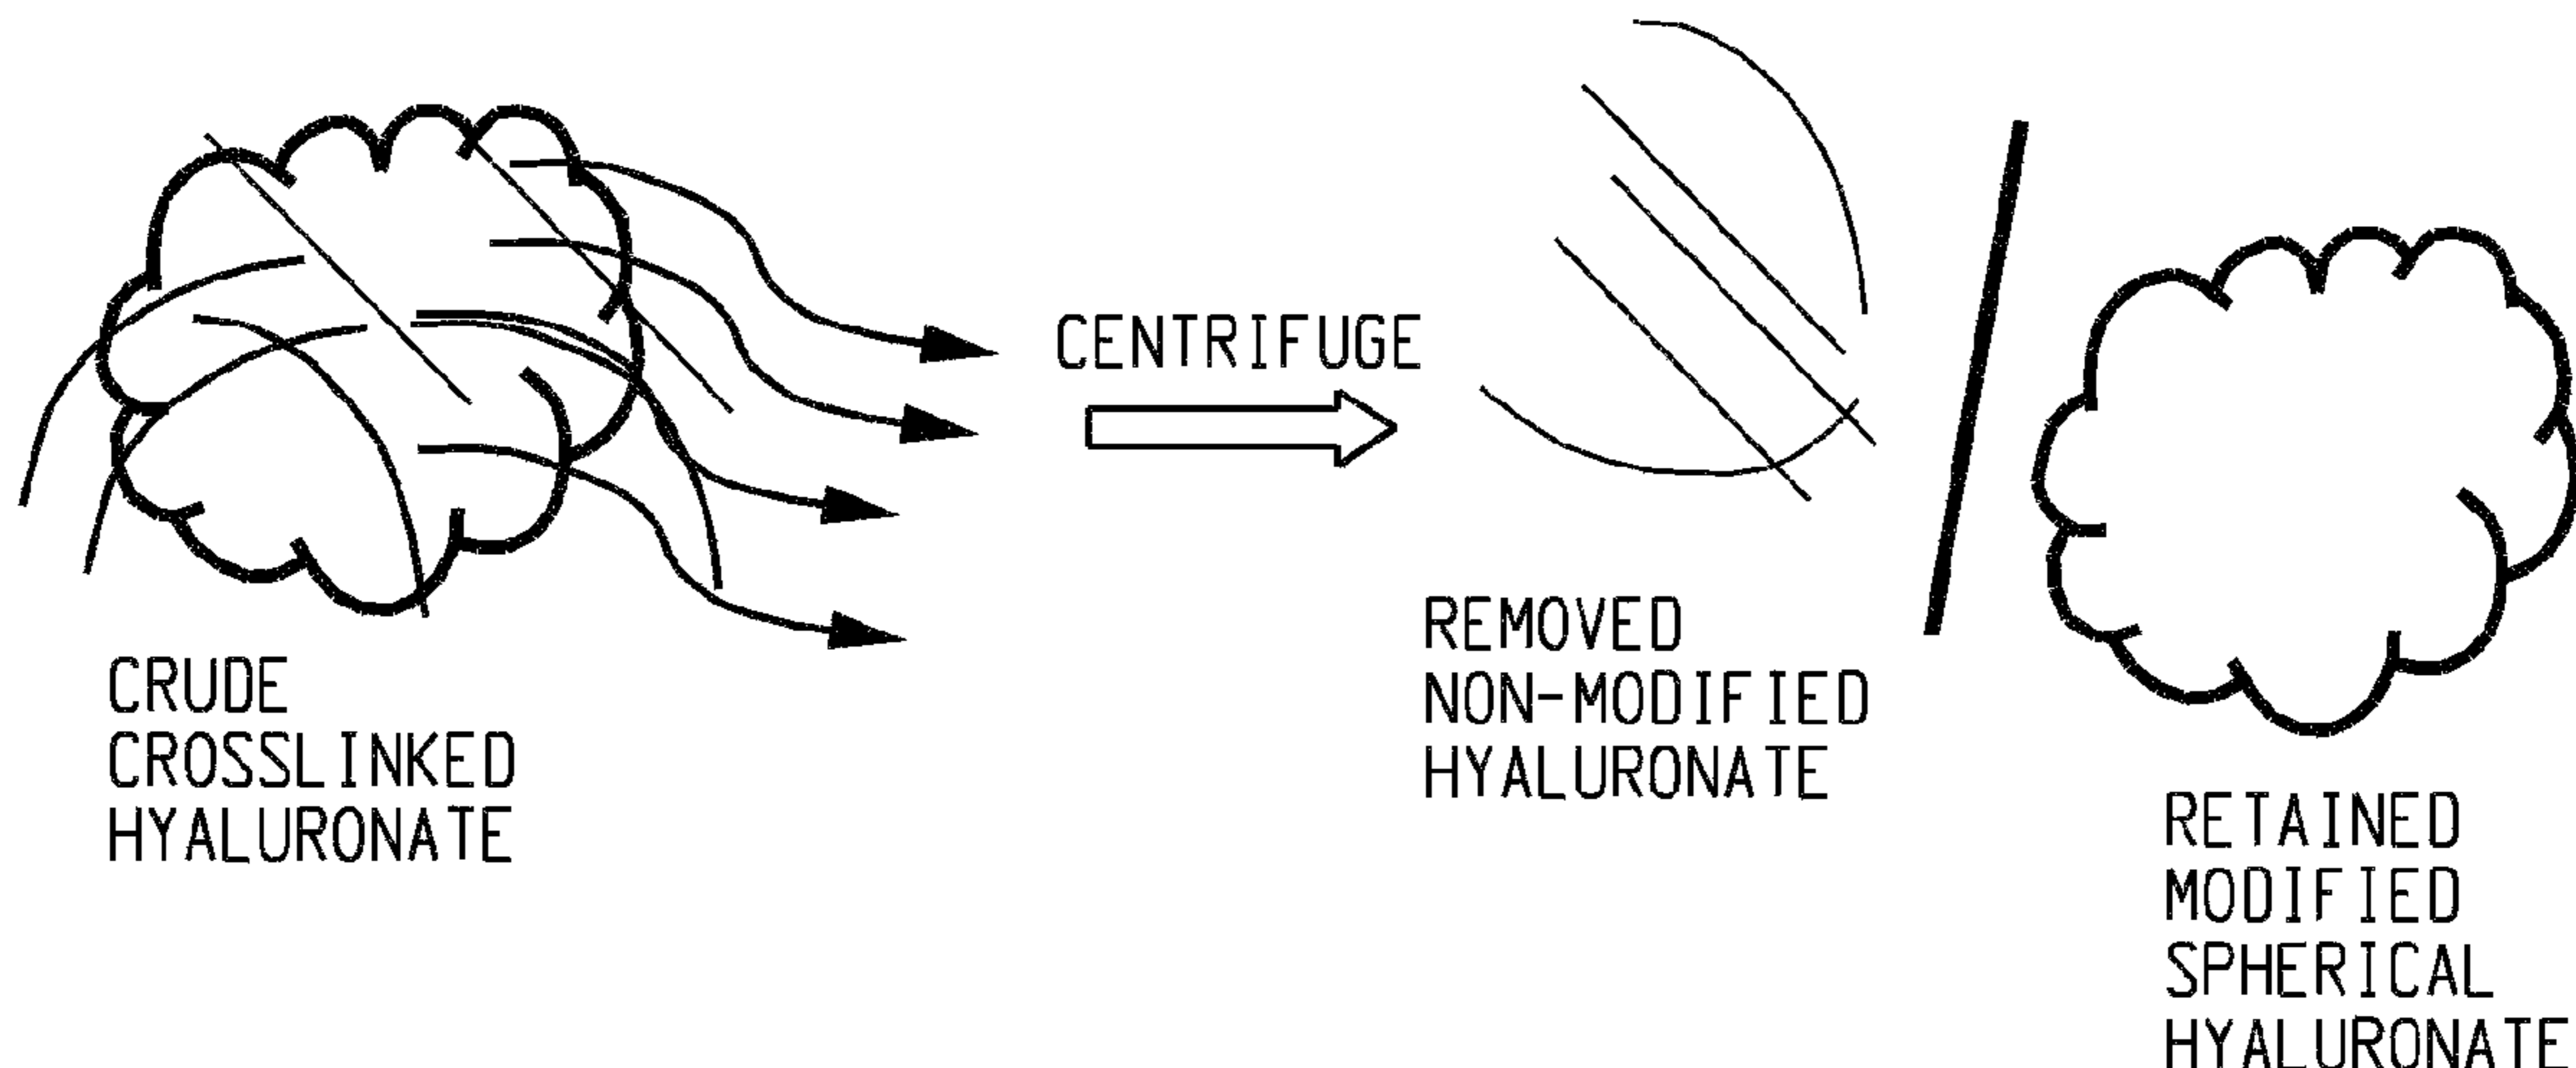 CENTRIFUGE
CRUDE
CROSSLINKED
HYALURONATE
REMOVED
NON-MODIFIED
HYALURONATE
RETAINED
MODIFIED
SPHERICAL
HYALURONATE